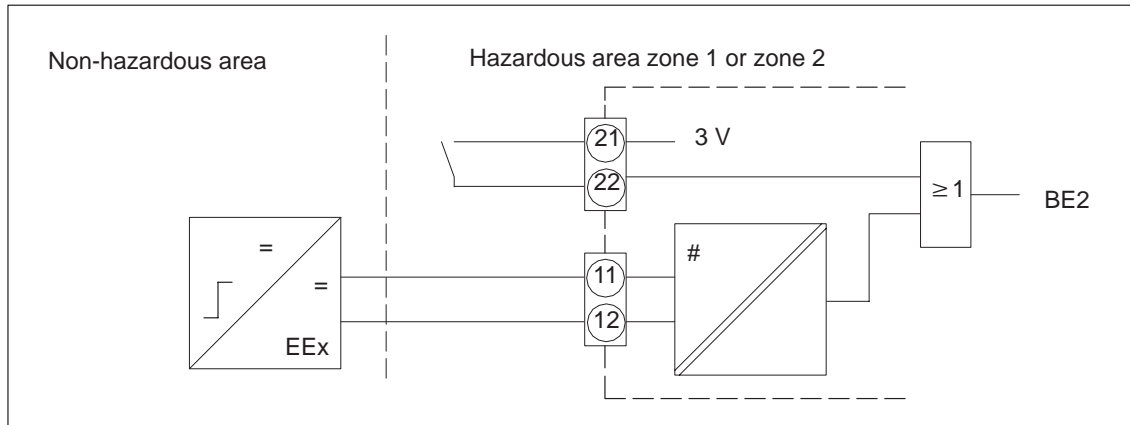 Non-hazardous area
Hazardous area zone 1 or zone 2
21
3 V
22
≥ 1
BE2
=
=
EEx
11
12
#